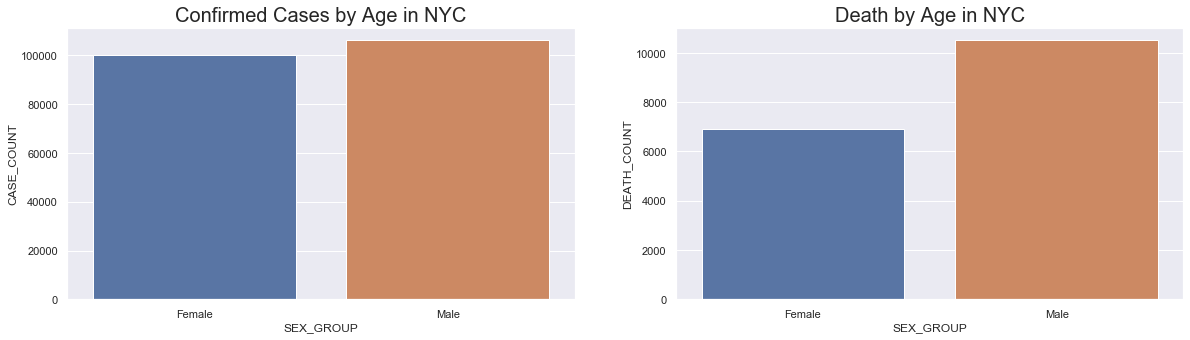 Confirmed Cases by Age in NYC
CASE_COUNT
100000
80000
60000
40000
20000
0
Female
Male
SEX_GROUP
Death by Age in NYC
DEATH_COUNT
10000
8000
6000
4000
2000
0
Female
Male
SEX_GROUP